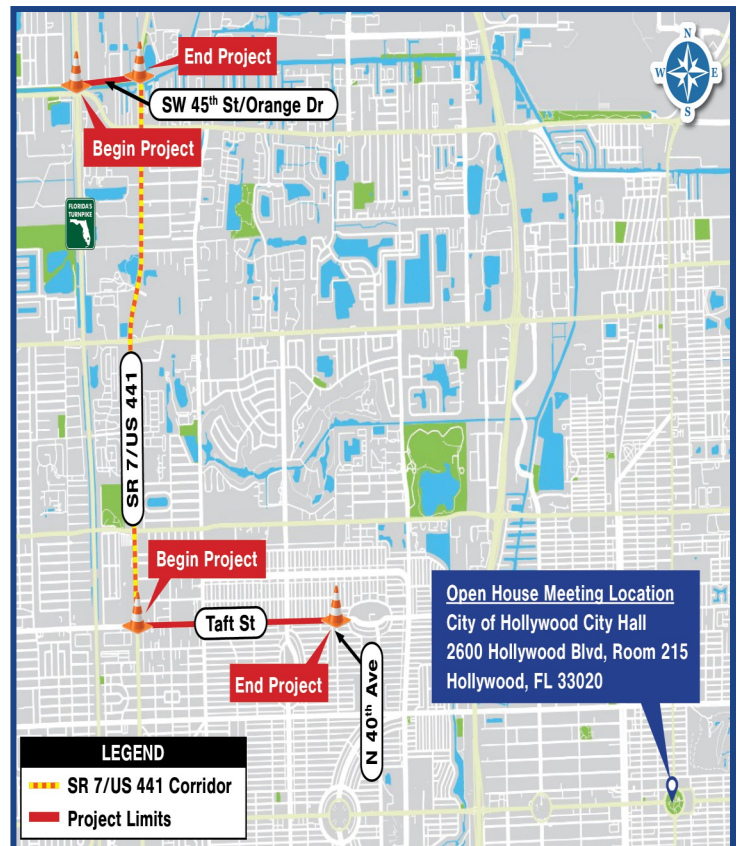 End Project
N
W
E
S
SW 45th St/Orange Dr
Begin Project
FLORIDA'S
TURNPIKE
SR 7/US 441
Begin Project
Taft St
End Project
N 40th Ave
Open House Meeting Location
City of Hollywood City Hall
2600 Hollywood Blvd, Room 215
Hollywood, FL 33020
LEGEND
SR 7/US 441 Corridor
Project Limits